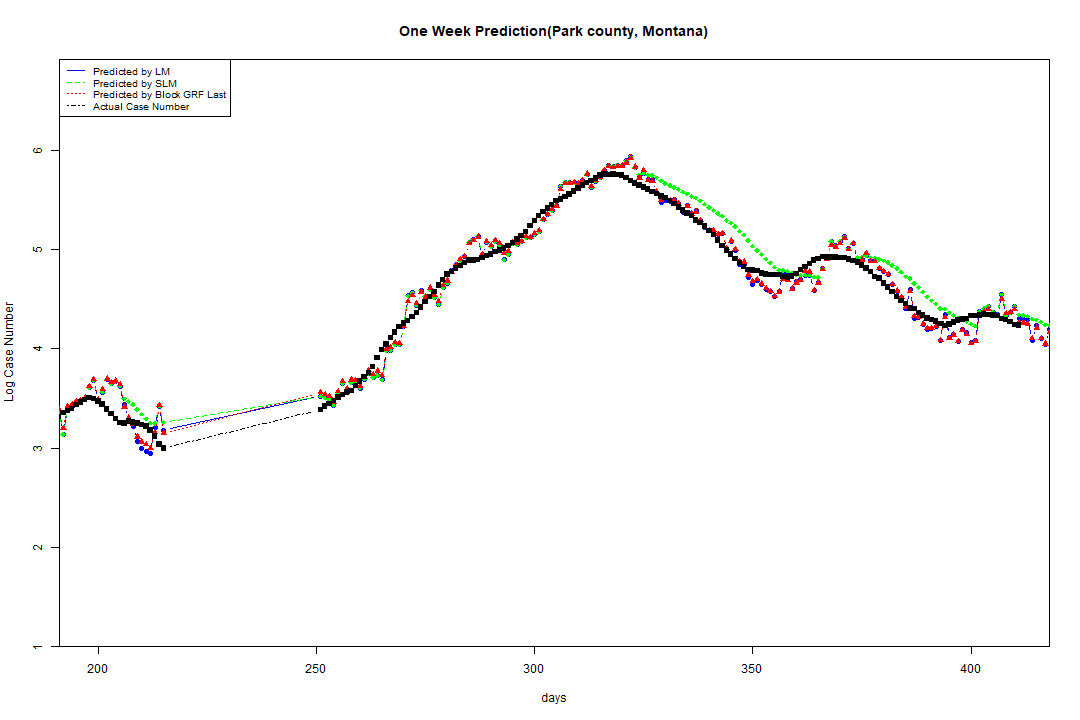 One Week Prediction(Park county, Montana)
Predicted by LM
Predicted by SLM
Predicted by Block GRF Last
Actual Case Number
6
5
4
3
2
1
Log Case Number
200 250 300 350 400
days